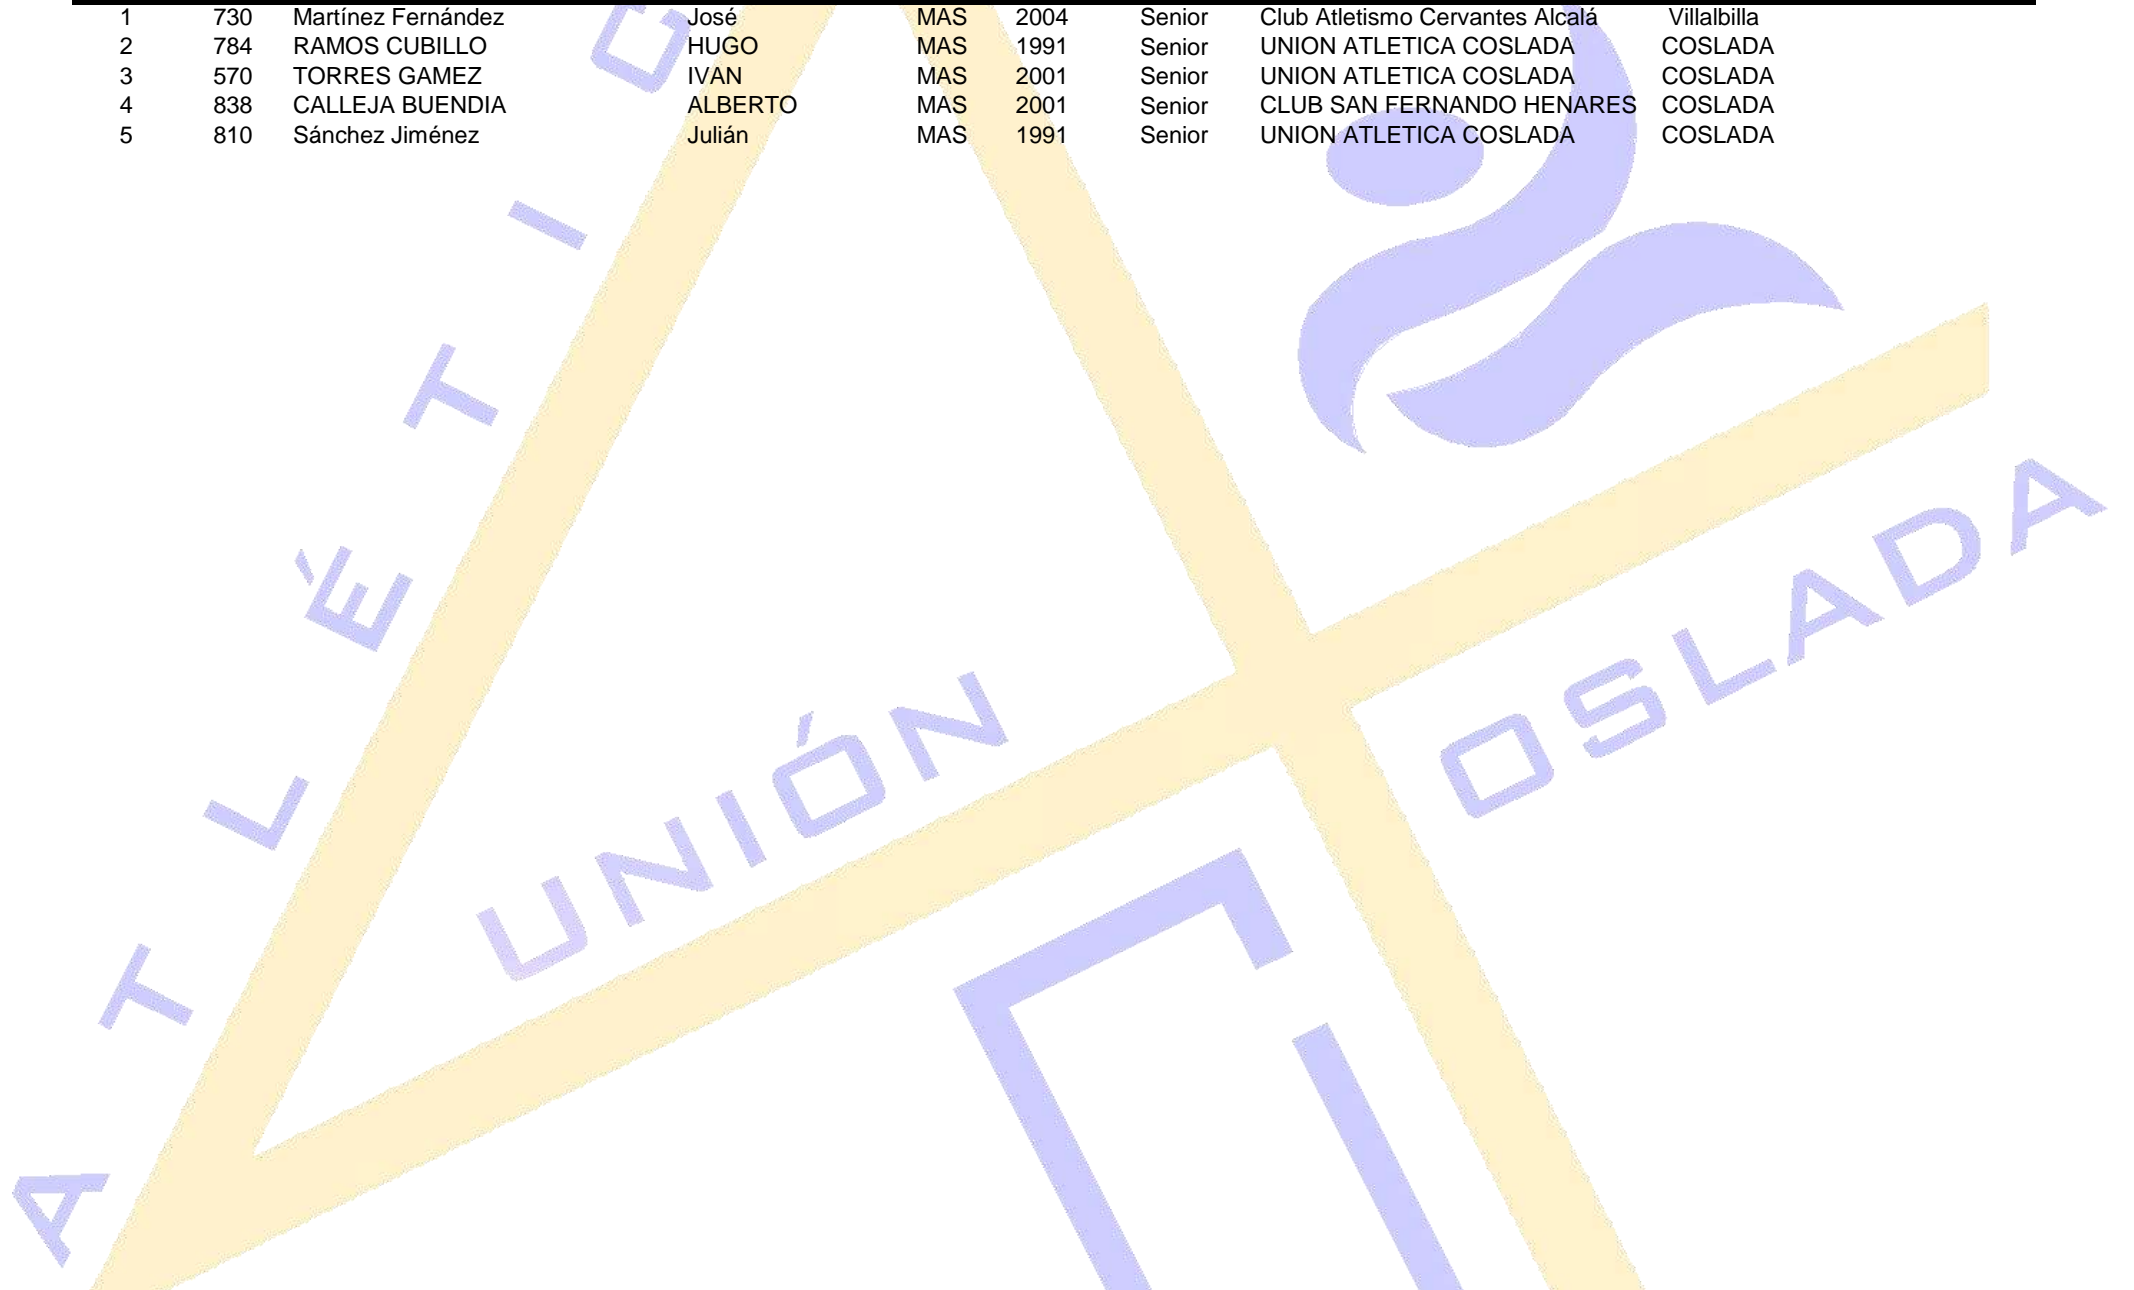 1 730 Martínez Fernández José MAS 2004 Senior Club Atletismo Cervantes Alcalá Villalbilla
2 784 RAMOS CUBILLO HUGO MAS 1991 Senior UNION ATLETICA COSLADA COSLADA
3 570 TORRES GAMEZ IVAN MAS 2001 Senior UNION ATLETICA COSLADA COSLADA
4 838 CALLEJA BUENDIA ALBERTO MAS 2001 Senior CLUB SAN FERNANDO HENARES COSLADA
5 810 Sánchez Jiménez Julián MAS 1991 Senior UNION ATLETICA COSLADA COSLADA
ATLÉTIC
UNIÓN
OSLADA